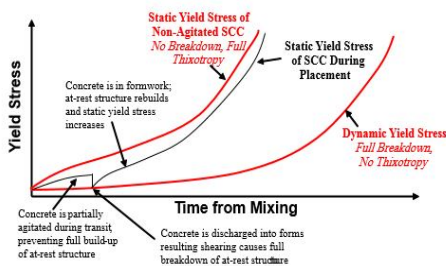 Static Yield Stress of
Non-Agitated SCC
No Breakdown, Full
Thixotropy
Static Yield Stress
of SCC During
Placement
Concrete is in formwork;
at-rest structure rebuilds
and static yield stress
increases
Dynamic Yield Stress
Full Breakdown,
No Thixotropy
Yield Stress
Time from Mixing
Concrete is partially
agitated during transit,
preventing full build-up
of at-rest structure
Concrete is discharged into forms
resulting shearing causes full
breakdown of at-rest structure